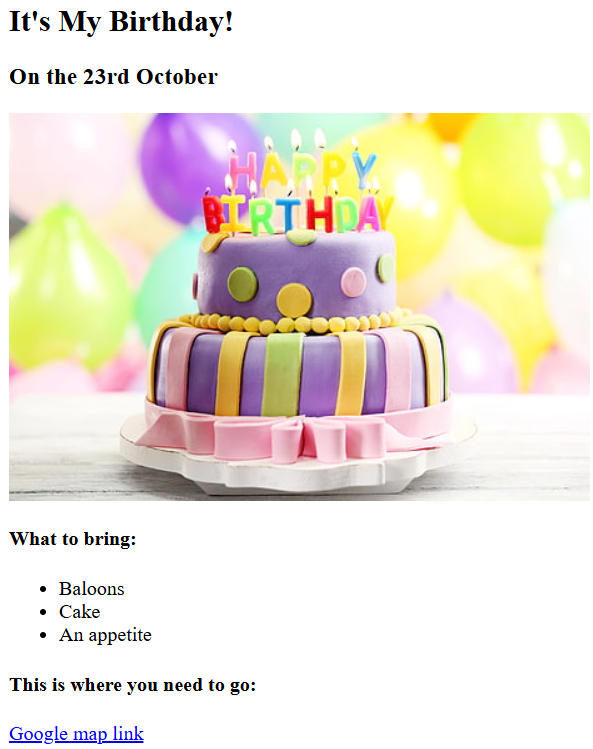 It's My Birthday!
On the 23rd October
HAPPY
BIRTHDAY
What to bring:
Baloons
Cake
An appetite
This is where you need to go:
Google map link